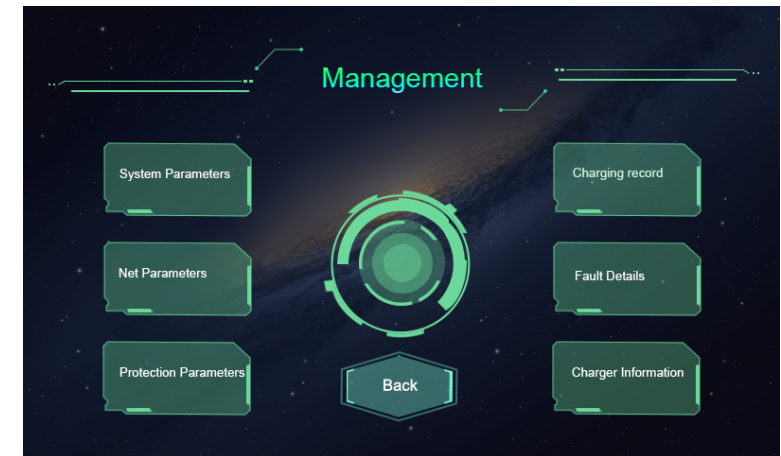 Management
System Parameters
Charging record
Net Parameters
Fault Details
Protection Parameters
Back
Charger Information